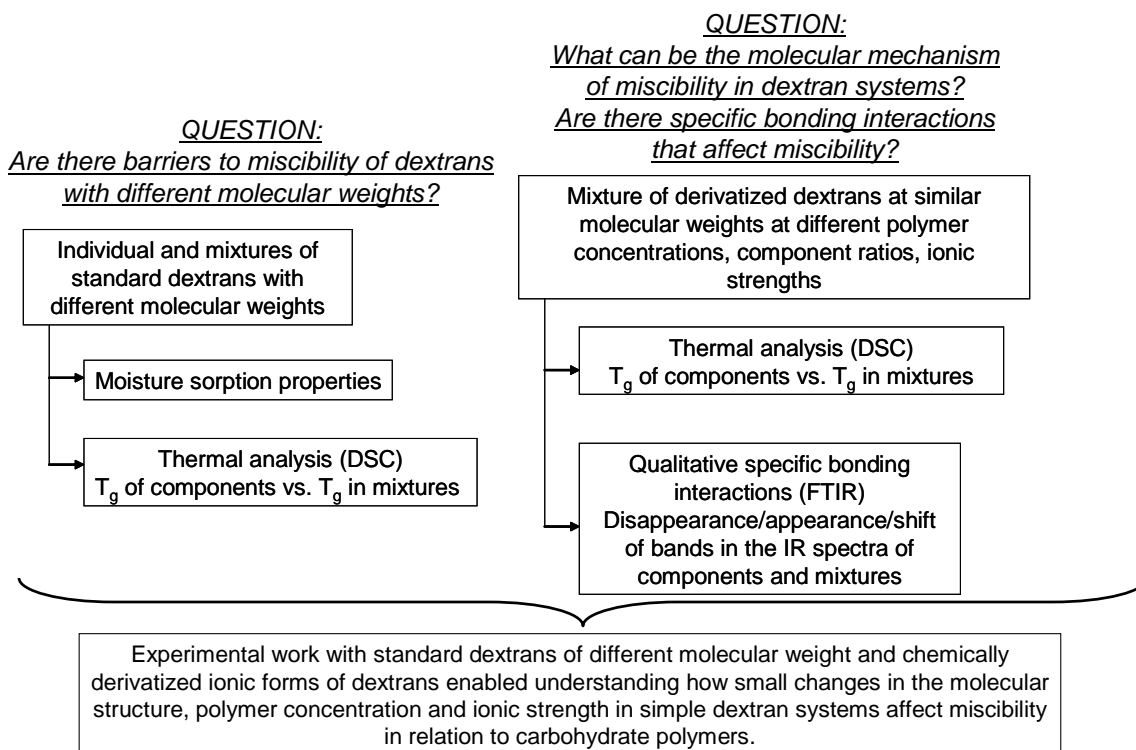 QUESTION:
Are there barriers to miscibility of dextrans
with different molecular weights?
Individual and mixtures of
standard dextrans with
different molecular weights
Moisture sorption properties
Thermal analysis (DSC)
Tg of components vs. Tg in mixtures
QUESTION:
What can be the molecular mechanism
of miscibility in dextran systems?
Are there specific bonding interactions
that affect miscibility?
Mixture of derivatized dextrans at similar
molecular weights at different polymer
concentrations, component ratios, ionic
strengths
Thermal analysis (DSC)
Tg of components vs. Tg in mixtures
Qualitative specific bonding
interactions (FTIR)
Disappearance/appearance/shift
of bands in the IR spectra of
components and mixtures
Experimental work with standard dextrans of different molecular weight and chemically
derivatized ionic forms of dextrans enabled understanding how small changes in the molecular
structure, polymer concentration and ionic strength in simple dextran systems affect miscibility
in relation to carbohydrate polymers.